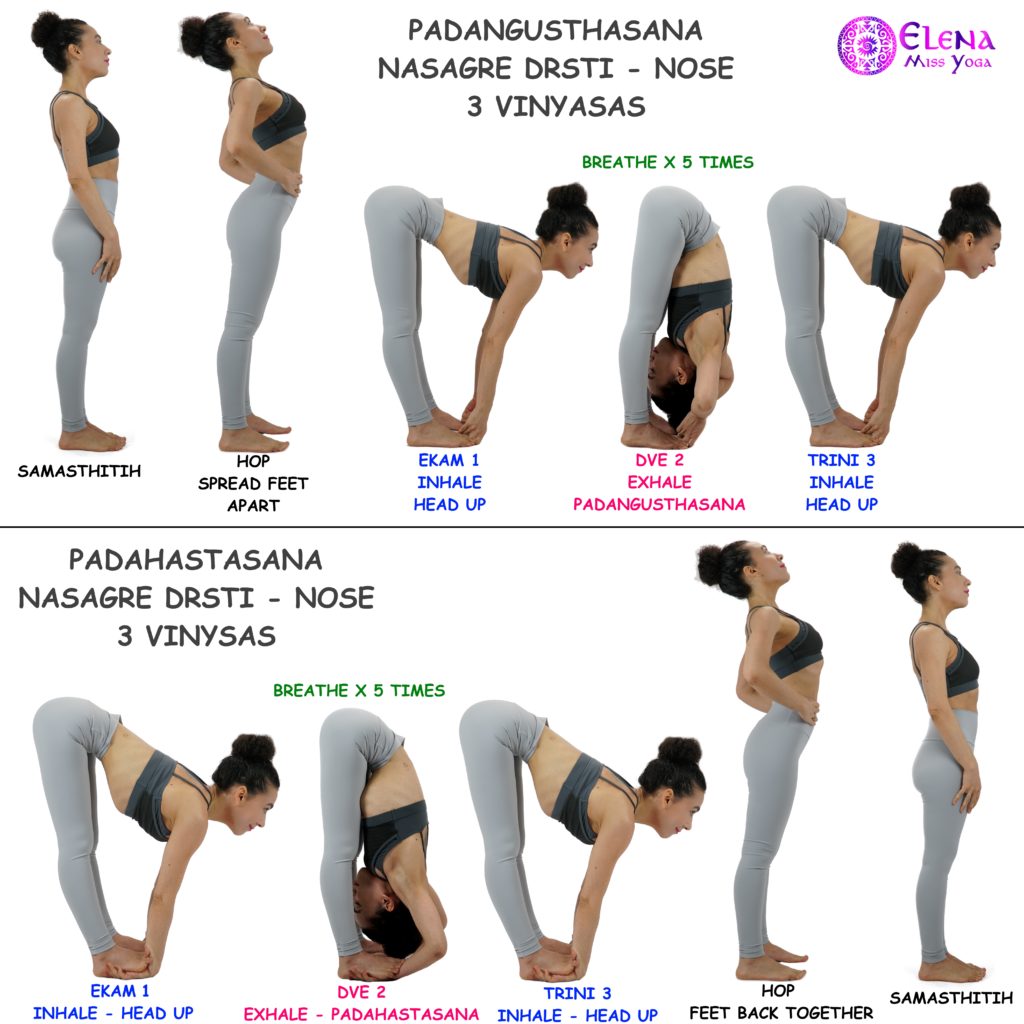 PADANGUSTHASANA
NASAGRE DRSTI - NOSE
3 VINYASAS
ELENA
MISS YOGA
BREATHE X 5 TIMES
SAMASTHITIH
HOP
SPREAD FEET
APART
EKAM 1
INHALE
HEAD UP
DVE 2
EXHALE
PADANGUSTHASANA
TRINI 3
INHALE
HEAD UP
PADAHASTASANA
NASAGRE DRSTI - NOSE
3 VINYSAS
BREATHE X 5 TIMES
EKAM 1
INHALE - HEAD UP
DVE 2
EXHALE - PADAHASTASANA
TRINI 3
INHALE - HEAD UP
HOP
FEET BACK TOGETHER
SAMASTHITIH